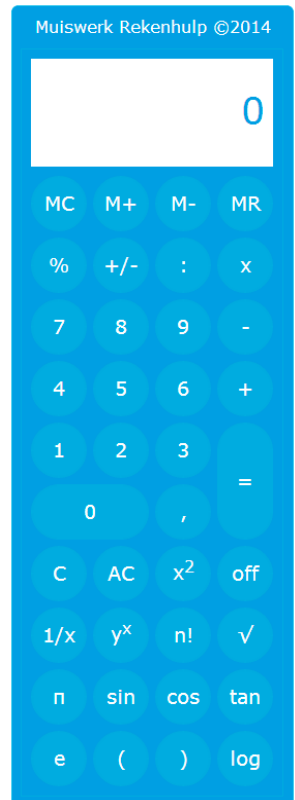 Muiswerk Rekenhulp ©2014
0
MC M+ M- MR
% +/- : x
7 8 9 -
4 5 6 +
1 2 3 =
0 ,
C AC x² off
1/x yˣ n! √
π sin cos tan
e ( ) log